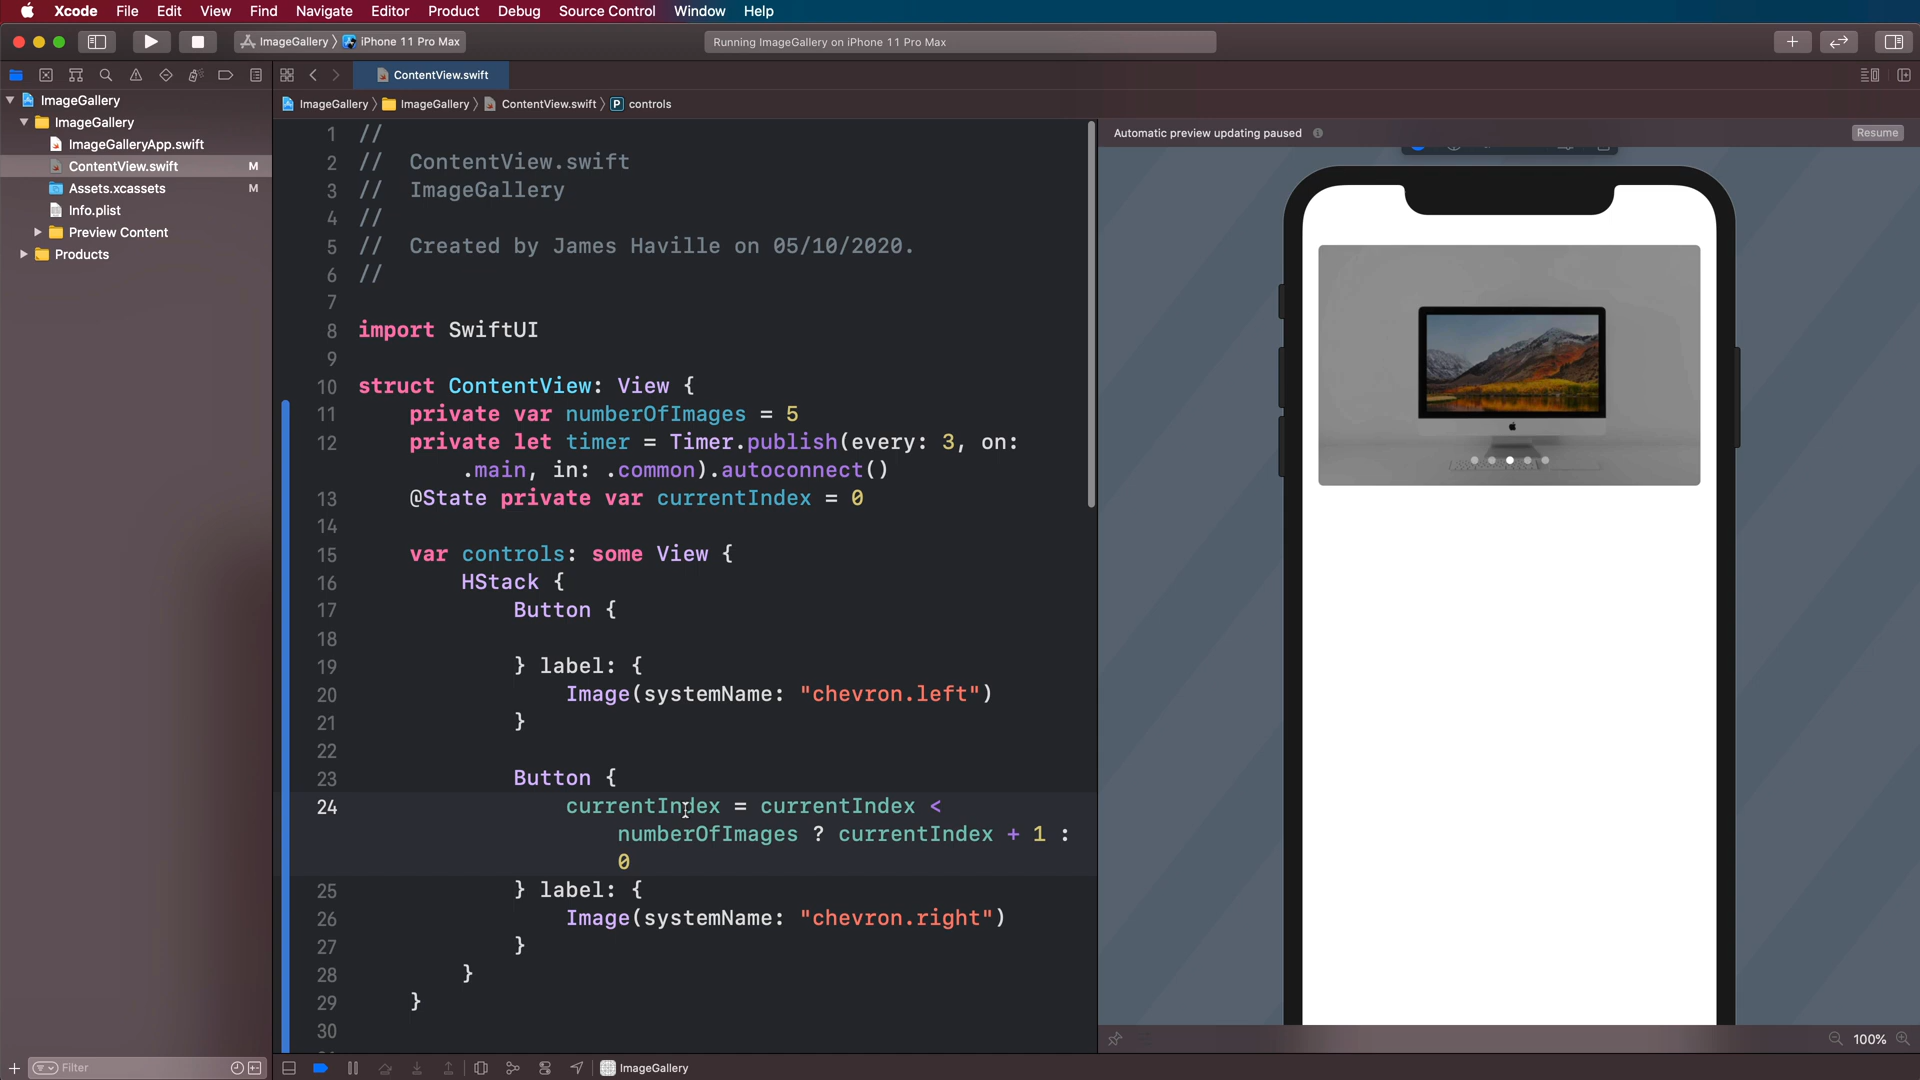 Xcode File Edit View Find Navigate Editor Product Debug Source Control Window Help
ImageGallery iPhone 11 Pro Max
Running ImageGallery on iPhone 11 Pro Max
ContentView.swift
ImageGallery
ImageGallery
ImageGalleryApp.swift
ContentView.swift M
Assets.xcassets M
Info.plist
Preview Content
Products
Filter
ImageGallery ImageGallery ContentView.swift P controls
1 //
2 // ContentView.swift
3 // ImageGallery
4 //
5 // Created by James Haville on 05/10/2020.
6 //
7
8 import SwiftUI
9
10 struct ContentView: View {
11 private var numberOfImages = 5
12 private let timer = Timer.publish(every: 3, on:
.main, in: .common).autoconnect()
13 @State private var currentIndex = 0
14
15 var controls: some View {
16 HStack {
17 Button {
18
19 } label: {
20 Image(systemName: "chevron.left")
21 }
22
23 Button {
24 currentIndex = currentIndex <
numberOfImages ? currentIndex + 1 :
0
25 } label: {
26 Image(systemName: "chevron.right")
27 }
28 }
29 }
30
ImageGallery
Automatic preview updating paused
Resume
100%